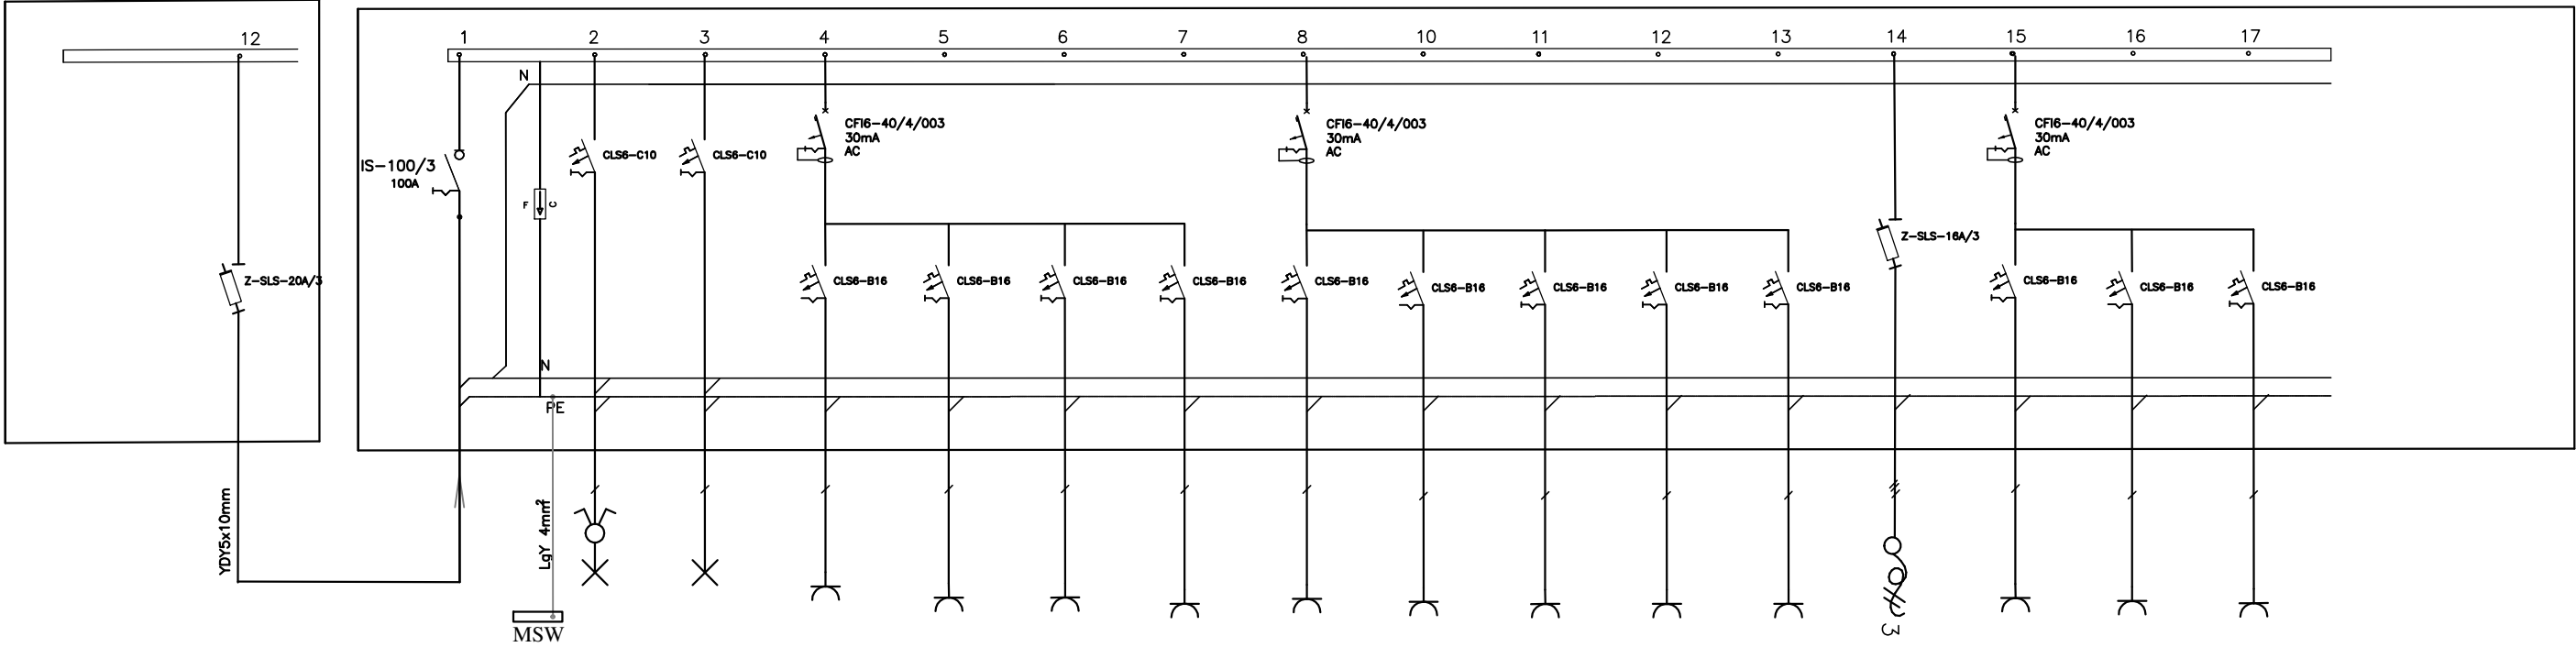 12
1
2
3
4
5
6
7
8
10
11
12
13
14
15
16
17
N
CFI6-40/4/003
30mA
AC
CFI6-40/4/003
30mA
AC
CFI6-40/4/003
30mA
AC
IS-100/3
100A
CLS6-C10
CLS6-C10
F
C
Z-SLS-16A/3
Z-SLS-20A/3
CLS6-B16
CLS6-B16
CLS6-B16
CLS6-B16
CLS6-B16
CLS6-B16
CLS6-B16
CLS6-B16
CLS6-B16
CLS6-B16
CLS6-B16
CLS6-B16
N
PE
YDY5x10mm
LgY 4mm²
3
MSW